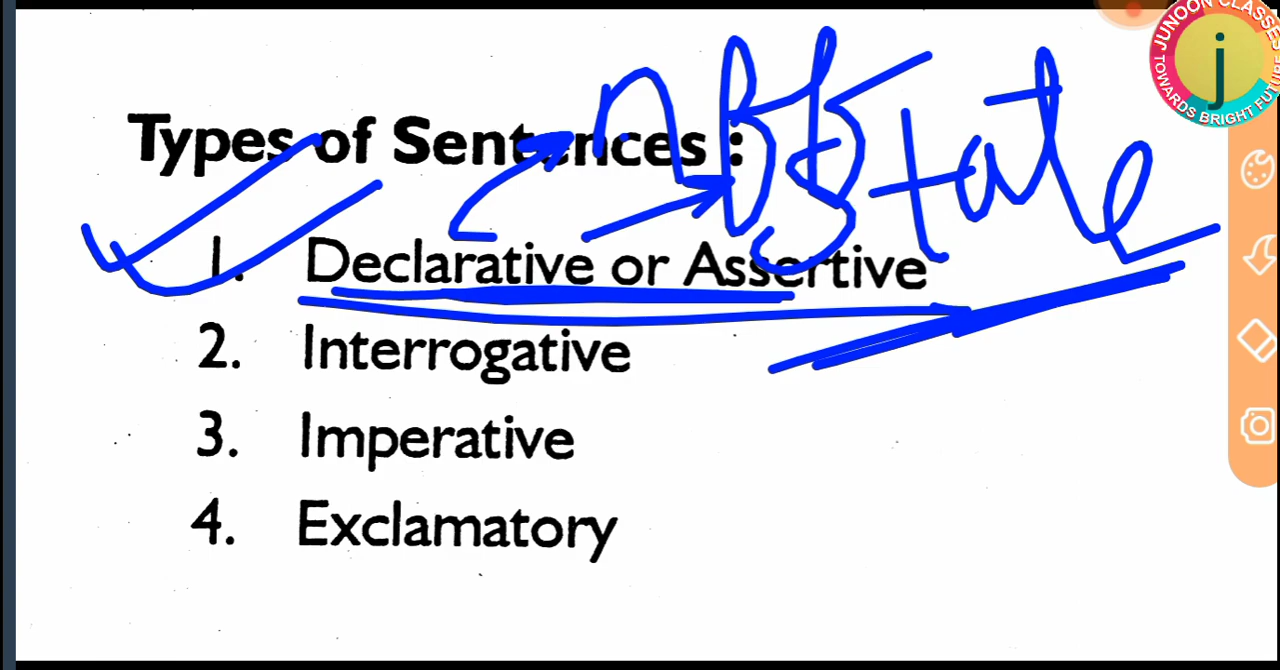 JUNOON CLASSES
TOWARDS BRIGHT FUTURE
j
Types of Sentences :
state
1. Declarative or Assertive
2. Interrogative
3. Imperative
4. Exclamatory